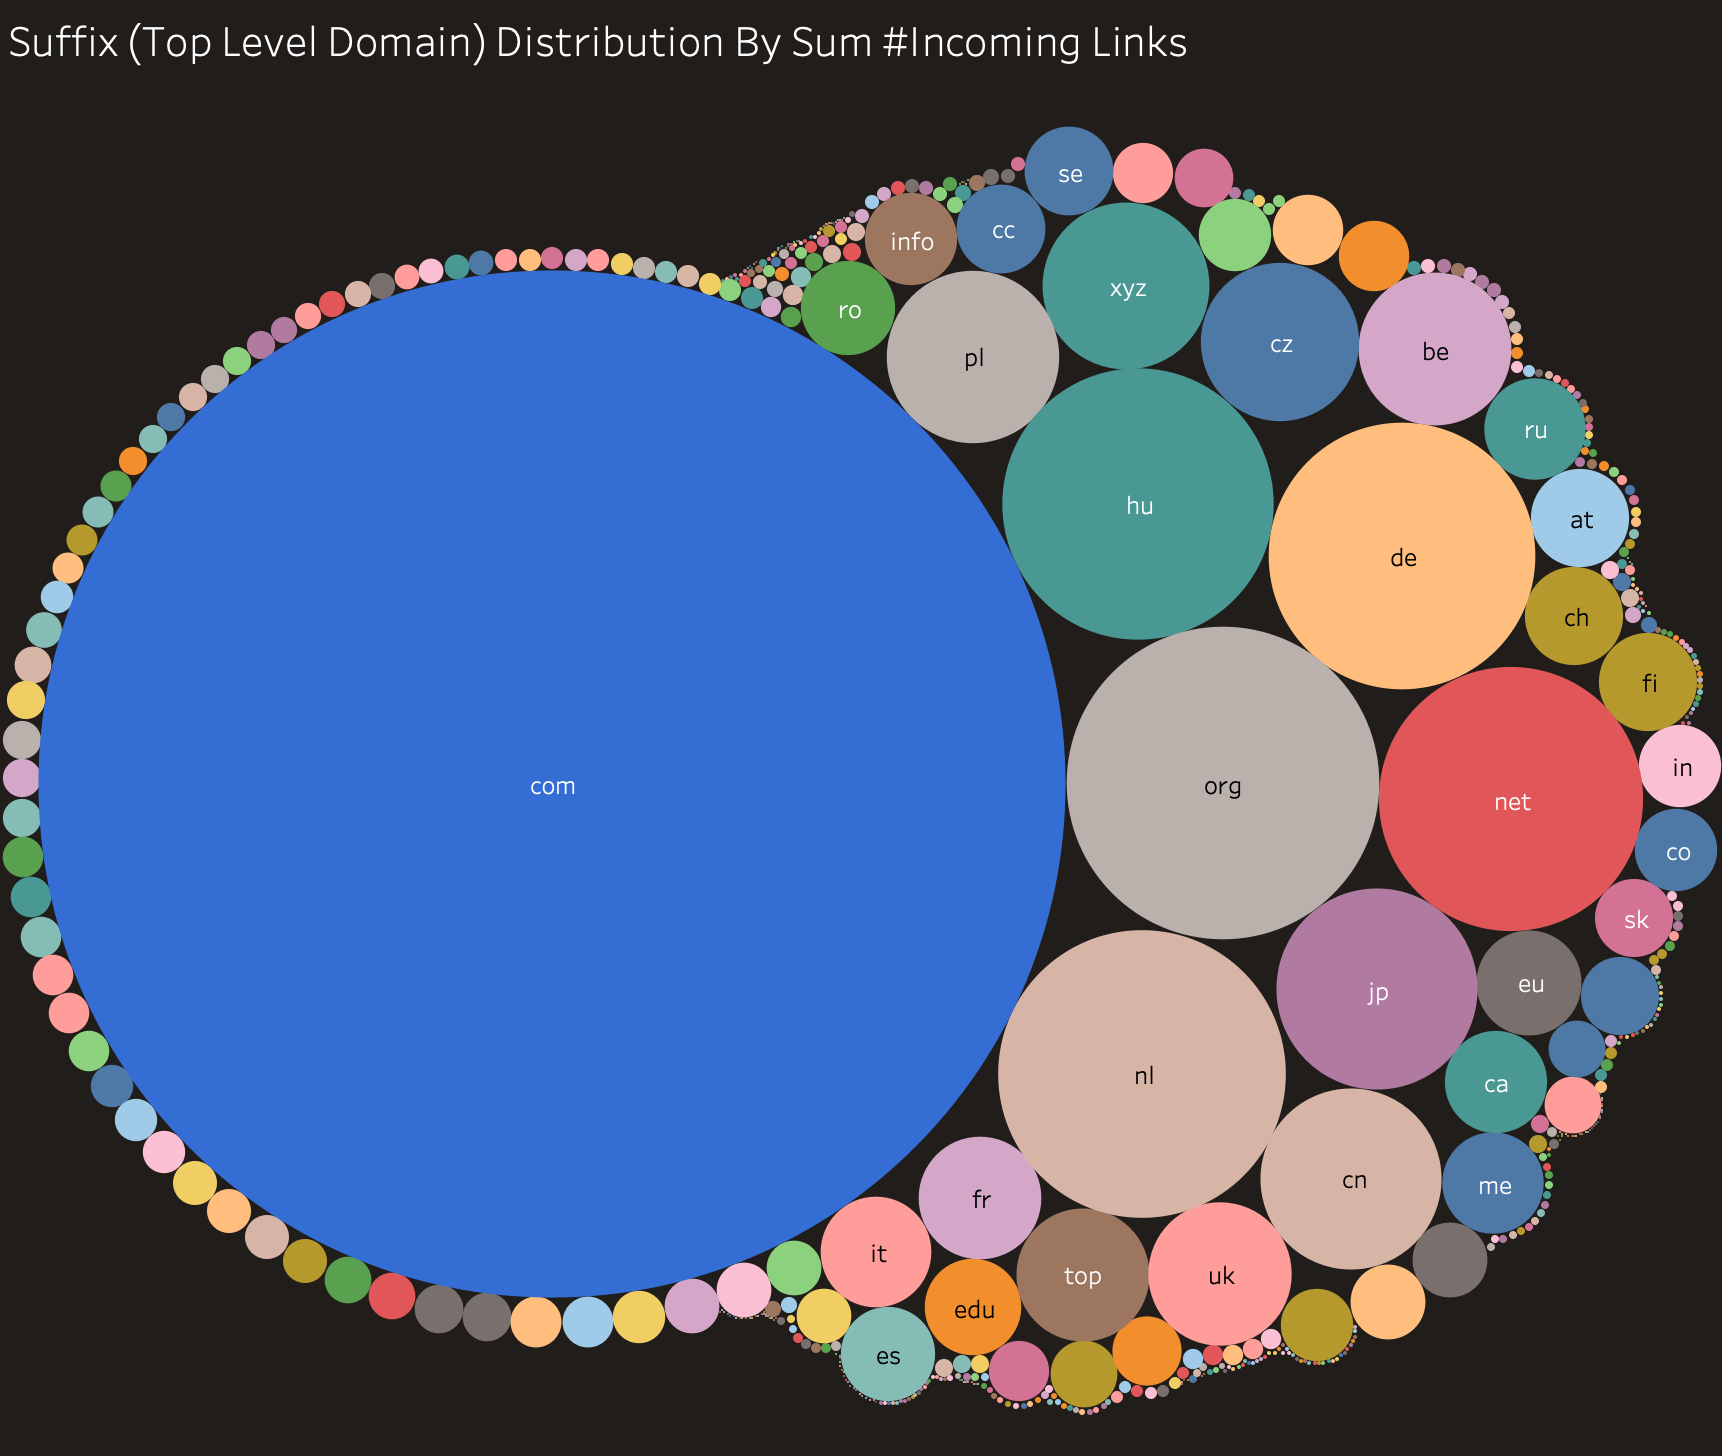 Suffix (Top Level Domain) Distribution By Sum #Incoming Links
se
cc
info
xyz
ro
cz
be
pl
ru
hu
at
de
ch
fi
in
com
org
net
co
sk
eu
jp
nl
ca
cn
me
fr
it
top
uk
edu
es